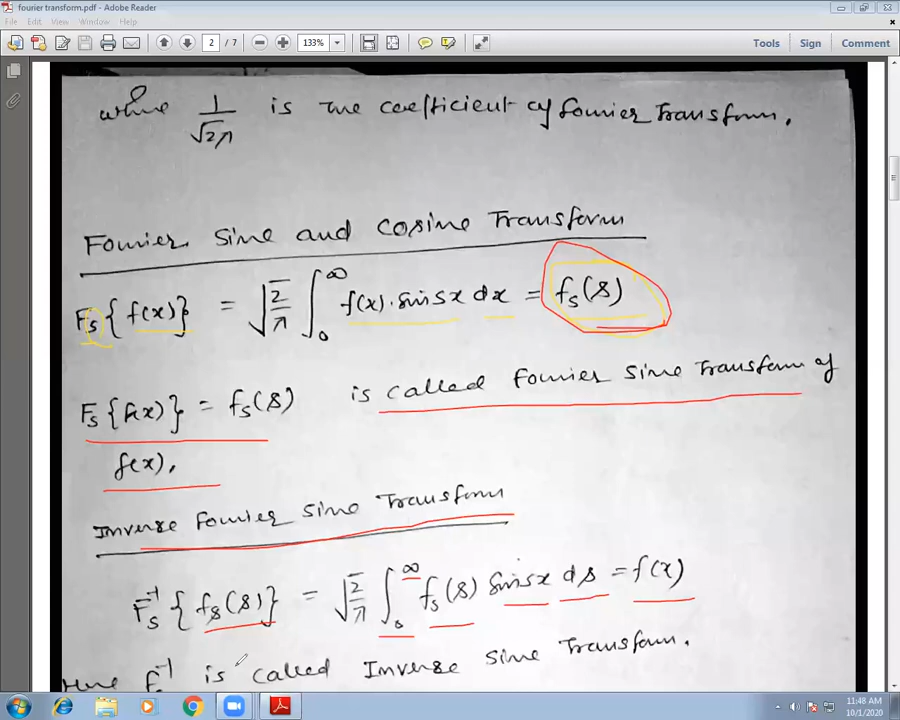 fourier transform.pdf - Adobe Reader
File Edit View Window Help
2 / 7 133% Tools Sign Comment
where 1/√2π is the coefficient of Fourier Transform.
Fourier Sine and Cosine Transform
Fs{f(x)} = √2/π ∫₀^∞ f(x)·sin sx dx = fs(s)
Fs{f(x)} = fs(s) is called Fourier Sine Transform of
f(x).
Inverse Fourier Sine Transform
Fs⁻¹{fs(s)} = √2/π ∫₀^∞ fs(s) sin sx ds = f(x)
F⁻¹ is called Inverse Sine Transform.
11:48 AM
10/1/2020